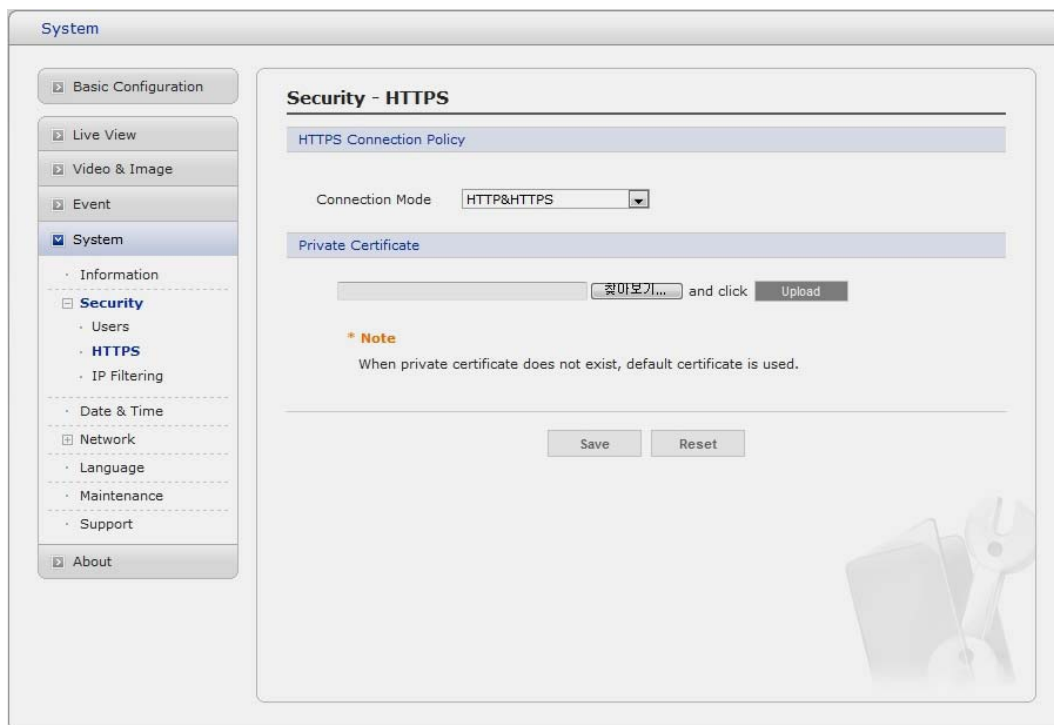 System
Basic Configuration
Live View
Video & Image
Event
System
· Information
Security
· Users
· HTTPS
· IP Filtering
· Date & Time
Network
· Language
· Maintenance
· Support
About
Security - HTTPS
HTTPS Connection Policy
Connection Mode HTTP&HTTPS
Private Certificate
찾아보기... and click Upload
* Note
When private certificate does not exist, default certificate is used.
Save Reset